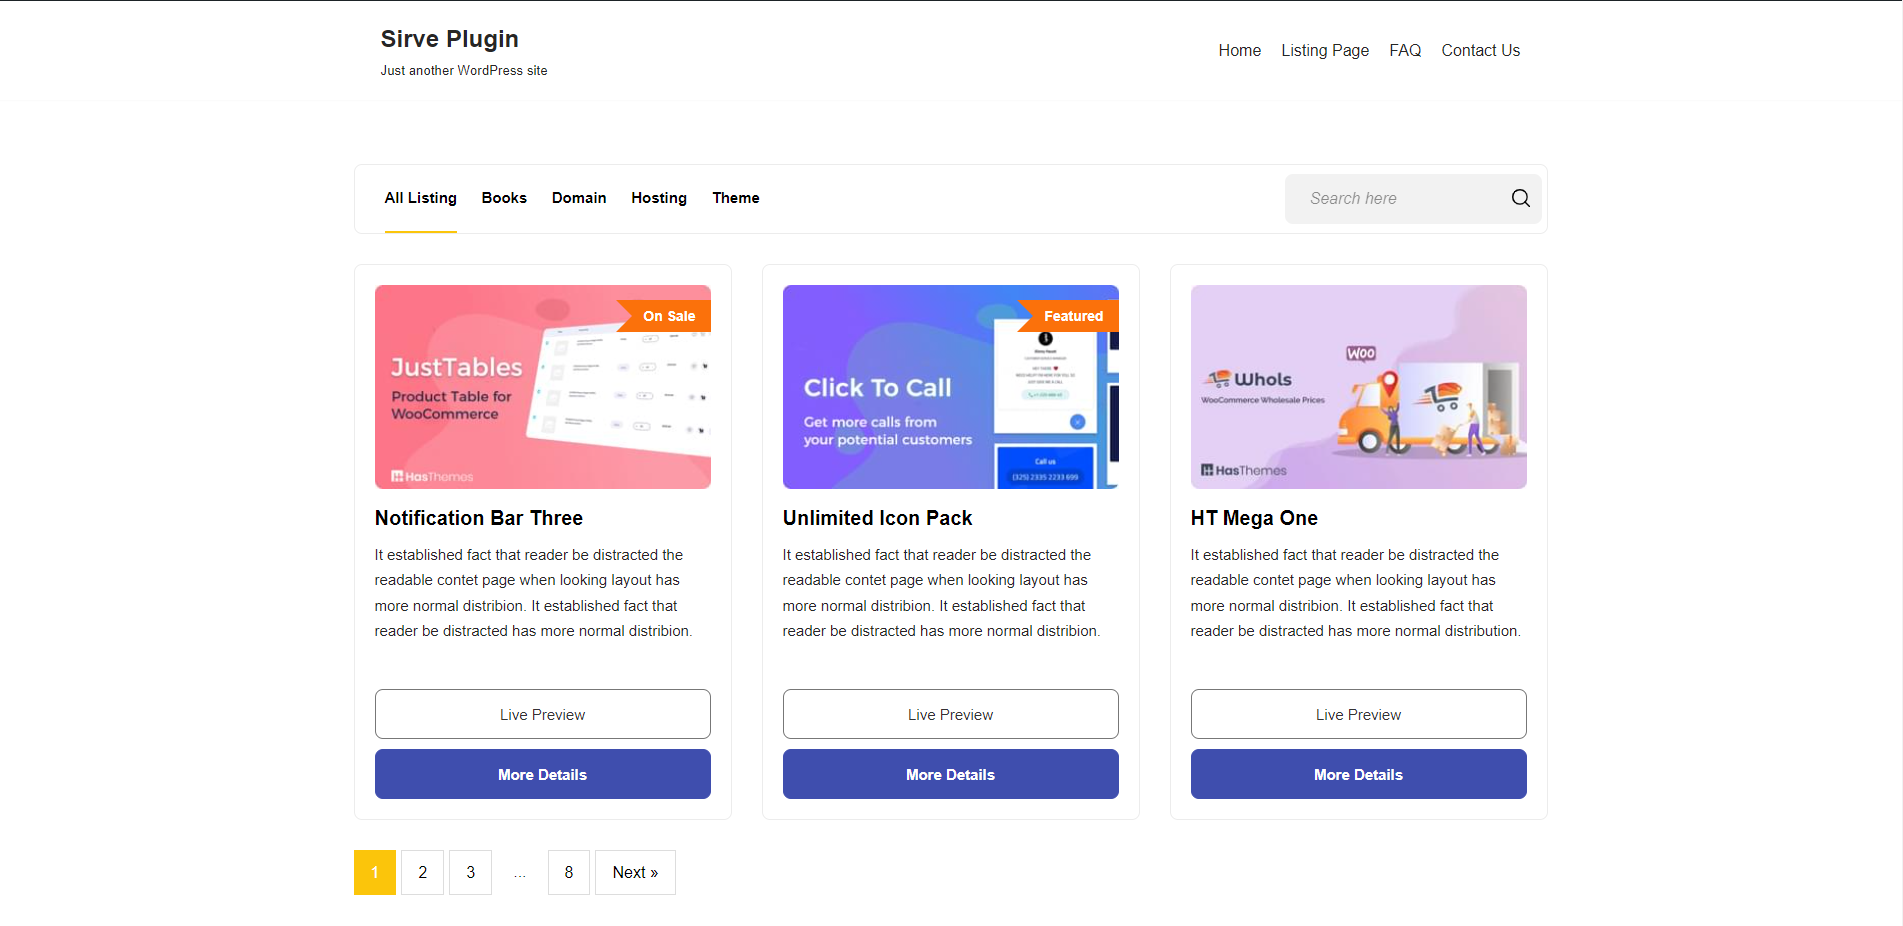 Sirve Plugin
Just another WordPress site
Home Listing Page FAQ Contact Us
All Listing Books Domain Hosting Theme
Search here
On Sale
JustTables
Product Table for
WooCommerce
HasThemes
Notification Bar Three
It established fact that reader be distracted the
readable contet page when looking layout has
more normal distribion. It established fact that
reader be distracted has more normal distribion.
Live Preview
More Details
Featured
Click To Call
Get more calls from
your potential customers
Call us
(325) 2335 2233 699
Unlimited Icon Pack
It established fact that reader be distracted the
readable contet page when looking layout has
more normal distribion. It established fact that
reader be distracted has more normal distribion.
Live Preview
More Details
WOO
Whols
WooCommerce Wholesale Prices
HasThemes
HT Mega One
It established fact that reader be distracted the
readable contet page when looking layout has
more normal distribion. It established fact that
reader be distracted has more normal distribution.
Live Preview
More Details
1 2 3 ... 8 Next »